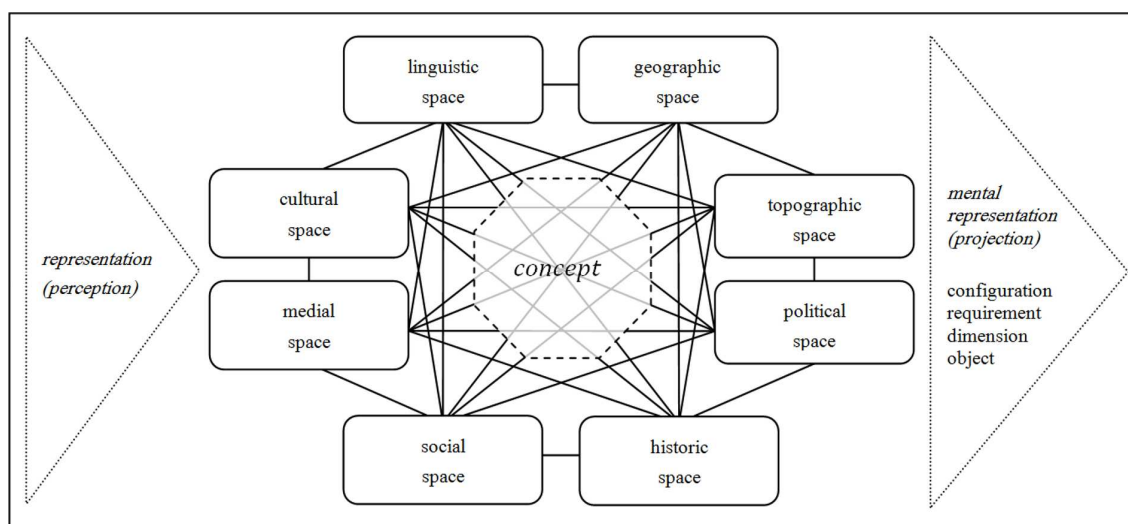 linguistic
space
geographic
space
cultural
space
topographic
space
representation
(perception)
concept
mental
representation
(projection)
configuration
requirement
dimension
object
medial
space
political
space
social
space
historic
space